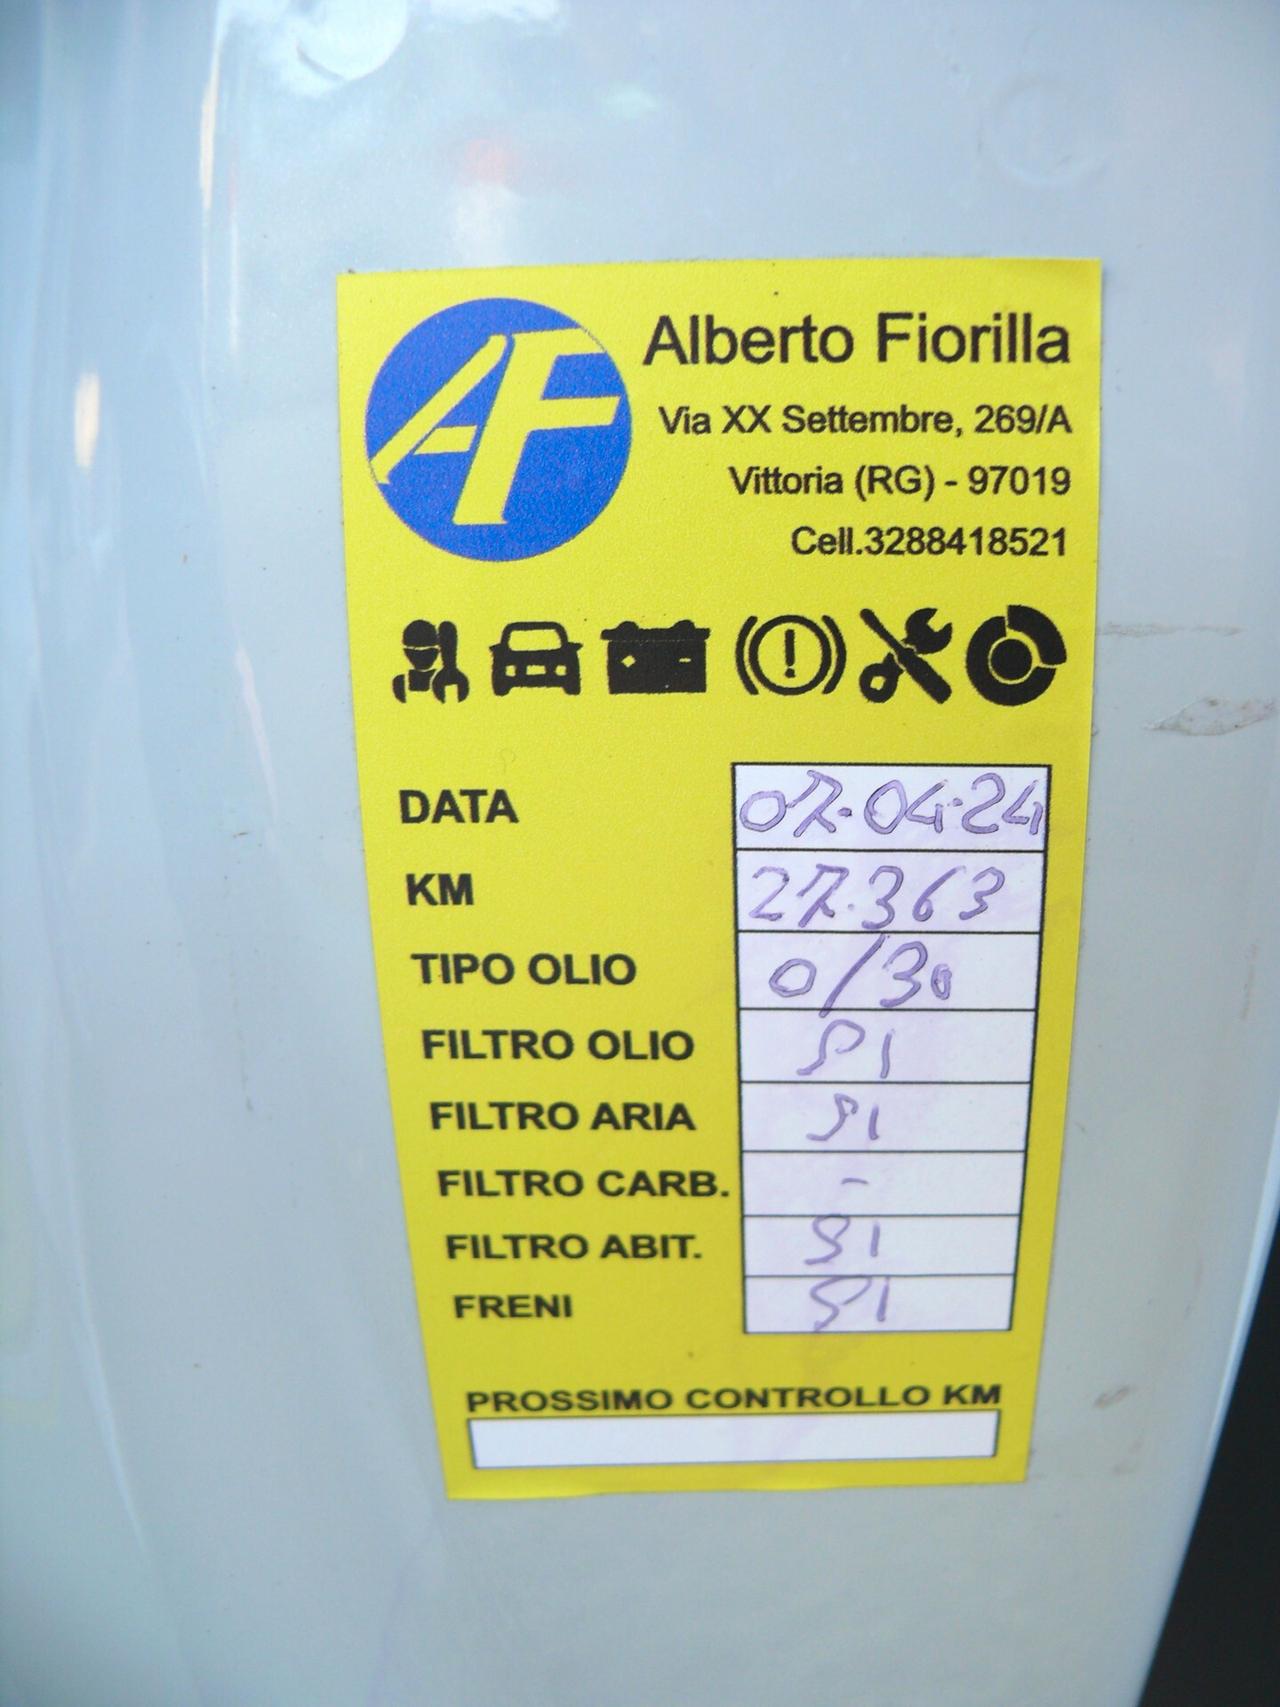 AF
Alberto Fiorilla
Via XX Settembre, 269/A
Vittoria (RG) - 97019
Cell.3288418521
DATA 07.04.24
KM 27.363
TIPO OLIO 0/30
FILTRO OLIO SI
FILTRO ARIA SI
FILTRO CARB. -
FILTRO ABIT. SI
FRENI SI
PROSSIMO CONTROLLO KM